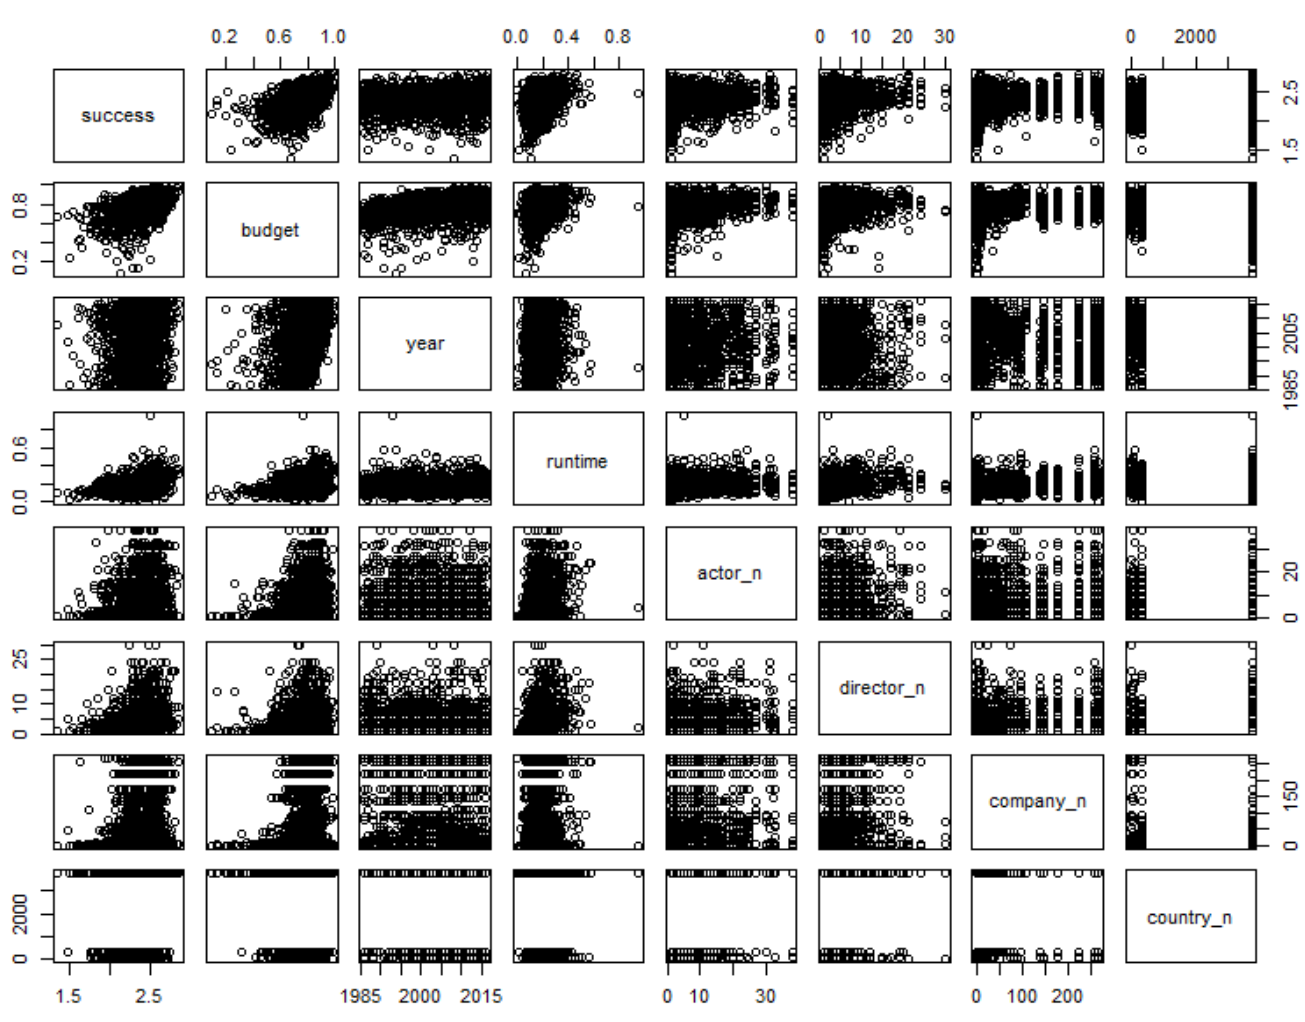 0.2 0.6 1.0 0.0 0.4 0.8 0 10 20 30 0 2000
success 1.5 2.5
0.2 0.8 budget
year 1985 2005
0.0 0.6 runtime
actor_n 0 20
0 10 25 director_n
company_n 0 150
0 2000 country_n
1.5 2.5 1985 2000 2015 0 10 30 0 100 200